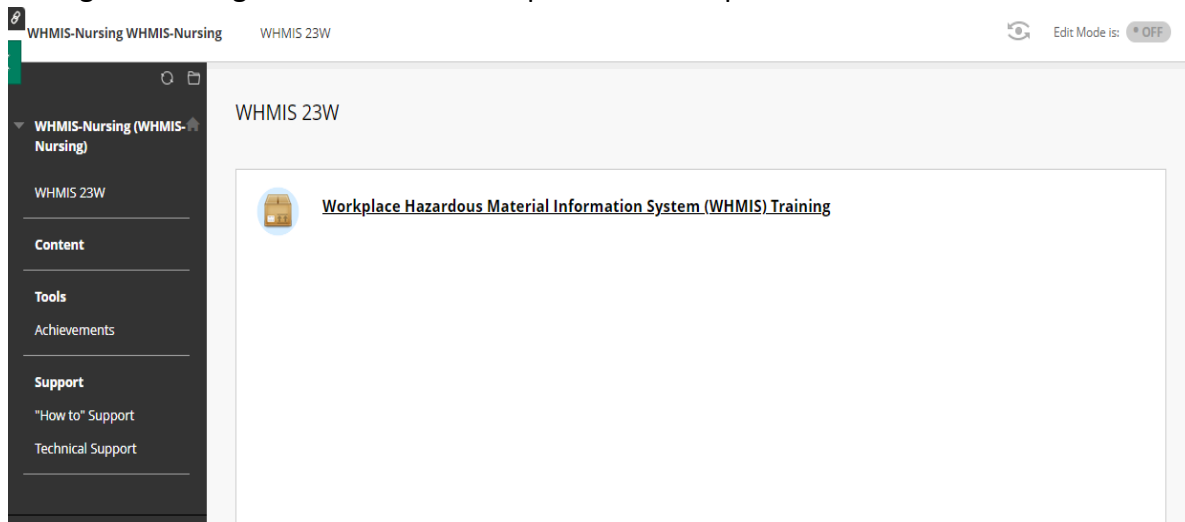 WHMIS-Nursing WHMIS-Nursing
WHMIS 23W
Edit Mode is:
OFF
WHMIS-Nursing (WHMIS-
Nursing)
WHMIS 23W
Content
Tools
Achievements
Support
"How to" Support
Technical Support
WHMIS 23W
Workplace Hazardous Material Information System (WHMIS) Training